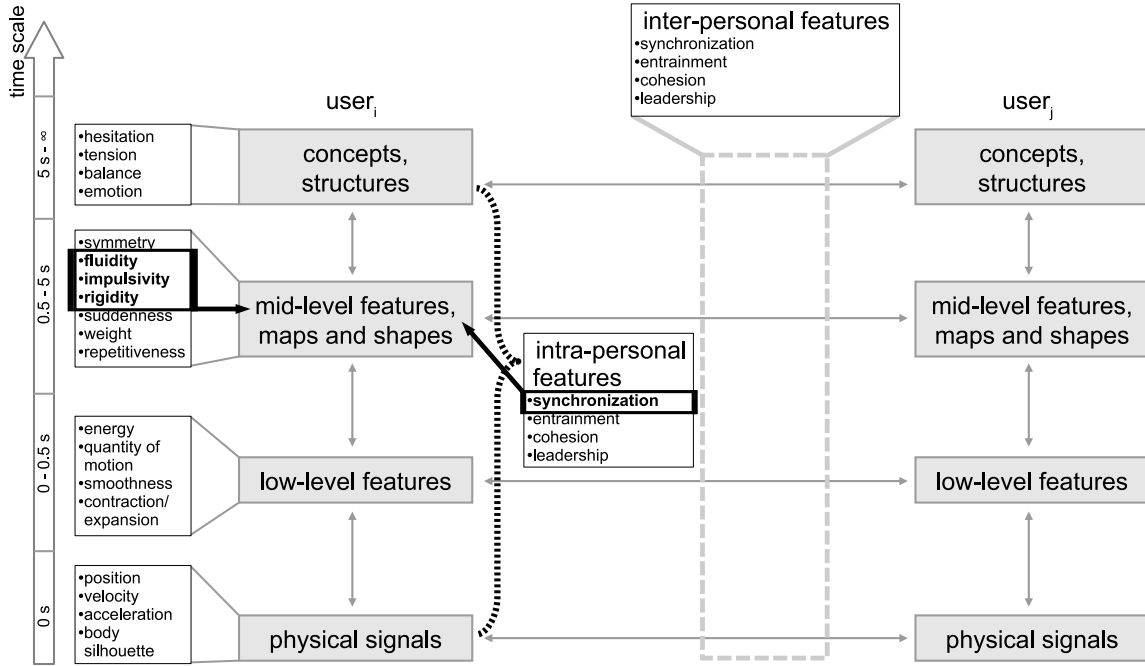 time scale
inter-personal features
•synchronization
•entrainment
•cohesion
•leadership
user_i
user_j
5 s - ∞
•hesitation
•tension
•balance
•emotion
concepts,
structures
concepts,
structures
0.5 s - 5 s
•symmetry
•fluidity
•impulsivity
•rigidity
•suddenness
•weight
•repetitiveness
mid-level features,
maps and shapes
mid-level features,
maps and shapes
intra-personal
features
•synchronization
•entrainment
•cohesion
•leadership
0 - 0.5 s
•energy
•quantity of
motion
•smoothness
•contraction/
expansion
low-level features
low-level features
0 s
•position
•velocity
•acceleration
•body
silhouette
physical signals
physical signals